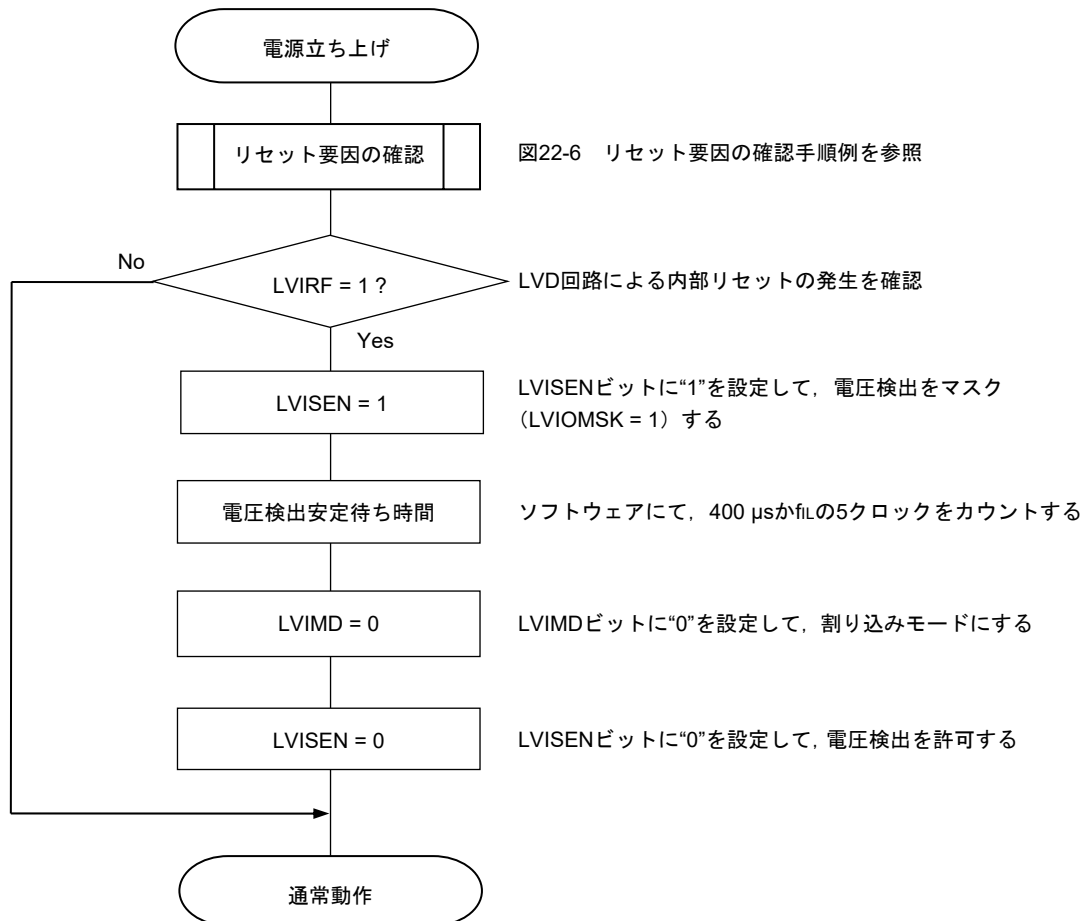 電源立ち上げ
リセット要因の確認
図22-6 リセット要因の確認手順例を参照
No
LVIRF = 1 ?
LVD回路による内部リセットの発生を確認
Yes
LVISEN = 1
LVISENビットに“1”を設定して，電圧検出をマスク
（LVIOMSK = 1）する
電圧検出安定待ち時間
ソフトウェアにて，400 µsかfILの5クロックをカウントする
LVIMD = 0
LVIMDビットに“0”を設定して，割り込みモードにする
LVISEN = 0
LVISENビットに“0”を設定して，電圧検出を許可する
通常動作